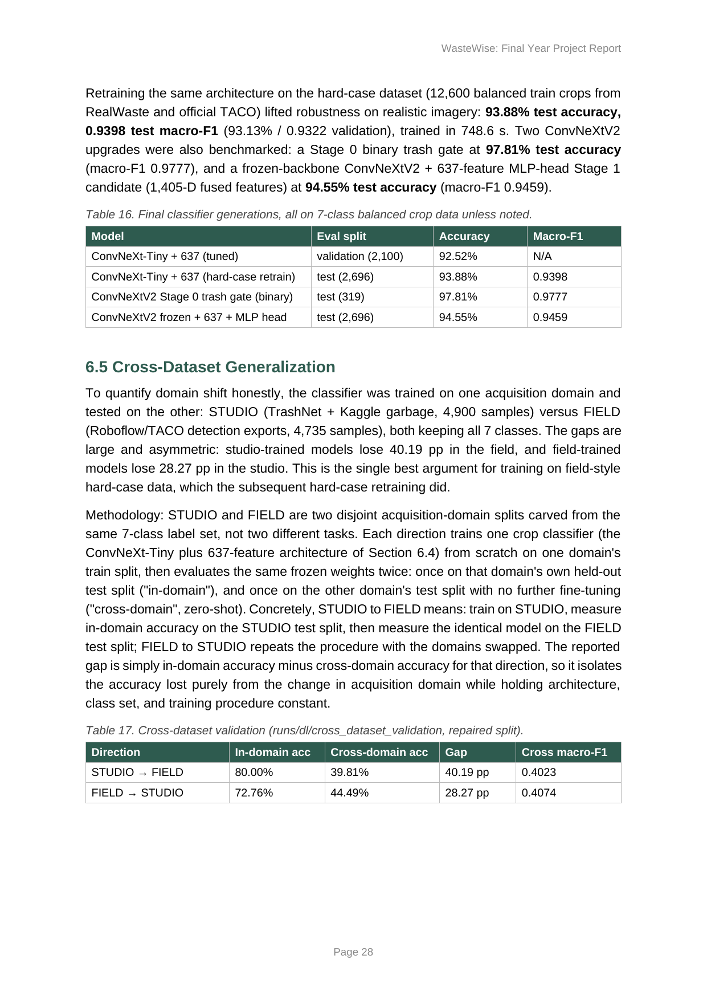 WasteWise: Final Year Project Report
Retraining the same architecture on the hard-case dataset (12,600 balanced train crops from
RealWaste and official TACO) lifted robustness on realistic imagery: 93.88% test accuracy,
0.9398 test macro-F1 (93.13% / 0.9322 validation), trained in 748.6 s. Two ConvNeXtV2
upgrades were also benchmarked: a Stage 0 binary trash gate at 97.81% test accuracy
(macro-F1 0.9777), and a frozen-backbone ConvNeXtV2 + 637-feature MLP-head Stage 1
candidate (1,405-D fused features) at 94.55% test accuracy (macro-F1 0.9459).
Table 16. Final classifier generations, all on 7-class balanced crop data unless noted.
Model Eval split Accuracy Macro-F1
ConvNeXt-Tiny + 637 (tuned) validation (2,100) 92.52% N/A
ConvNeXt-Tiny + 637 (hard-case retrain) test (2,696) 93.88% 0.9398
ConvNeXtV2 Stage 0 trash gate (binary) test (319) 97.81% 0.9777
ConvNeXtV2 frozen + 637 + MLP head test (2,696) 94.55% 0.9459
6.5 Cross-Dataset Generalization
To quantify domain shift honestly, the classifier was trained on one acquisition domain and
tested on the other: STUDIO (TrashNet + Kaggle garbage, 4,900 samples) versus FIELD
(Roboflow/TACO detection exports, 4,735 samples), both keeping all 7 classes. The gaps are
large and asymmetric: studio-trained models lose 40.19 pp in the field, and field-trained
models lose 28.27 pp in the studio. This is the single best argument for training on field-style
hard-case data, which the subsequent hard-case retraining did.
Methodology: STUDIO and FIELD are two disjoint acquisition-domain splits carved from the
same 7-class label set, not two different tasks. Each direction trains one crop classifier (the
ConvNeXt-Tiny plus 637-feature architecture of Section 6.4) from scratch on one domain's
train split, then evaluates the same frozen weights twice: once on that domain's own held-out
test split ("in-domain"), and once on the other domain's test split with no further fine-tuning
("cross-domain", zero-shot). Concretely, STUDIO to FIELD means: train on STUDIO, measure
in-domain accuracy on the STUDIO test split, then measure the identical model on the FIELD
test split; FIELD to STUDIO repeats the procedure with the domains swapped. The reported
gap is simply in-domain accuracy minus cross-domain accuracy for that direction, so it isolates
the accuracy lost purely from the change in acquisition domain while holding architecture,
class set, and training procedure constant.
Table 17. Cross-dataset validation (runs/dl/cross_dataset_validation, repaired split).
Direction In-domain acc Cross-domain acc Gap Cross macro-F1
STUDIO → FIELD 80.00% 39.81% 40.19 pp 0.4023
FIELD → STUDIO 72.76% 44.49% 28.27 pp 0.4074
Page 28